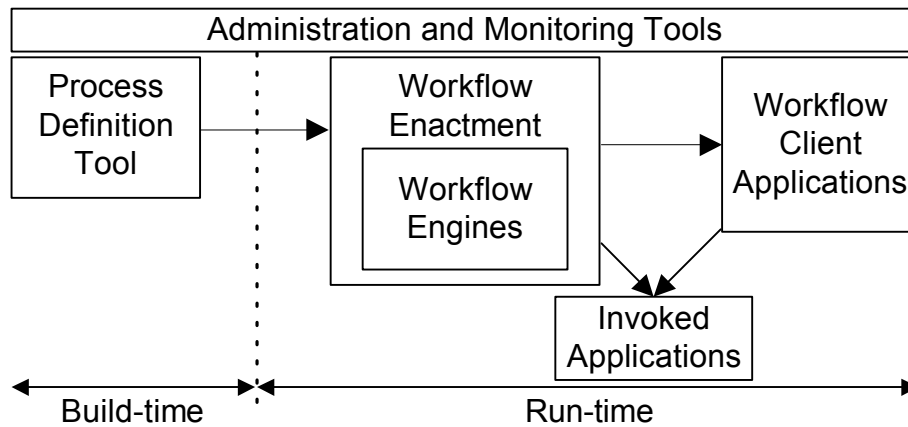 Administration and Monitoring Tools
Process
Definition
Tool
Workflow
Enactment
Workflow
Engines
Workflow
Client
Applications
Invoked
Applications
Build-time
Run-time